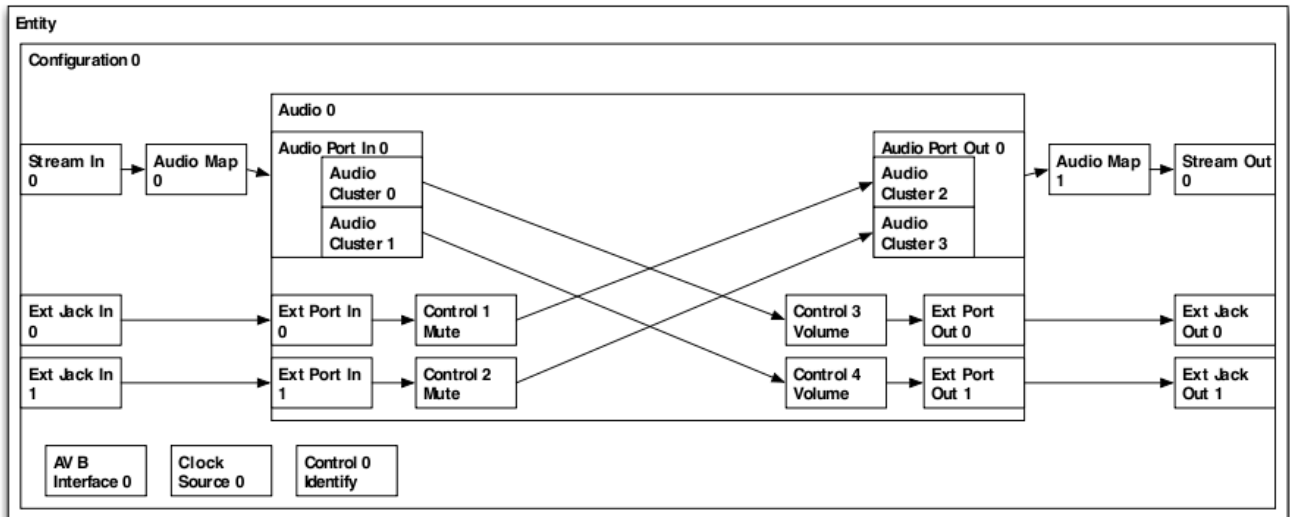 Entity
Configuration 0
Audio 0
Audio Port In 0
Audio Port Out 0
Stream In
0
Audio Map
0
Audio
Cluster 0
Audio
Cluster 1
Audio
Cluster 2
Audio
Cluster 3
Audio Map
1
Stream Out
0
Ext Jack In
0
Ext Port In
0
Control 1
Mute
Control 3
Volume
Ext Port
Out 0
Ext Jack
Out 0
Ext Jack In
1
Ext Port In
1
Control 2
Mute
Control 4
Volume
Ext Port
Out 1
Ext Jack
Out 1
AVB
Interface 0
Clock
Source 0
Control 0
Identify